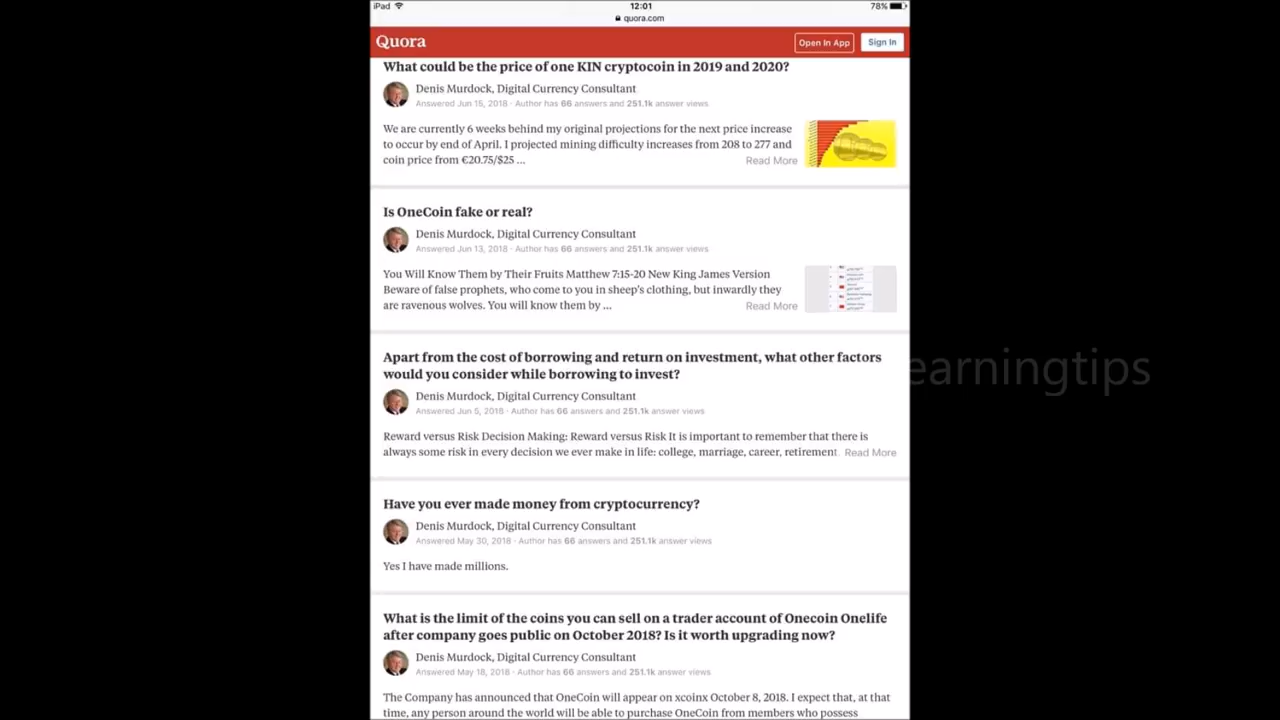 iPad 12:01 78%
quora.com
Quora Open In App Sign In
What could be the price of one KIN cryptocoin in 2019 and 2020?
Denis Murdock, Digital Currency Consultant
Answered Jun 15, 2018 · Author has 66 answers and 251.1k answer views
We are currently 6 weeks behind my original projections for the next price increase
to occur by end of April. I projected mining difficulty increases from 208 to 277 and
coin price from €20.75/$25 ... Read More
Is OneCoin fake or real?
Denis Murdock, Digital Currency Consultant
Answered Jun 13, 2018 · Author has 66 answers and 251.1k answer views
You Will Know Them by Their Fruits Matthew 7:15-20 New King James Version
Beware of false prophets, who come to you in sheep's clothing, but inwardly they
are ravenous wolves. You will know them by ... Read More
Apart from the cost of borrowing and return on investment, what other factors
would you consider while borrowing to invest?
earningtips
Denis Murdock, Digital Currency Consultant
Answered Jun 5, 2018 · Author has 66 answers and 251.1k answer views
Reward versus Risk Decision Making: Reward versus Risk It is important to remember that there is
always some risk in every decision we ever make in life: college, marriage, career, retirement. Read More
Have you ever made money from cryptocurrency?
Denis Murdock, Digital Currency Consultant
Answered May 30, 2018 · Author has 66 answers and 251.1k answer views
Yes I have made millions.
What is the limit of the coins you can sell on a trader account of Onecoin Onelife
after company goes public on October 2018? Is it worth upgrading now?
Denis Murdock, Digital Currency Consultant
Answered May 18, 2018 · Author has 66 answers and 251.1k answer views
The Company has announced that OneCoin will appear on xcoinx October 8, 2018. I expect that, at that
time, any person around the world will be able to purchase OneCoin from members who possess